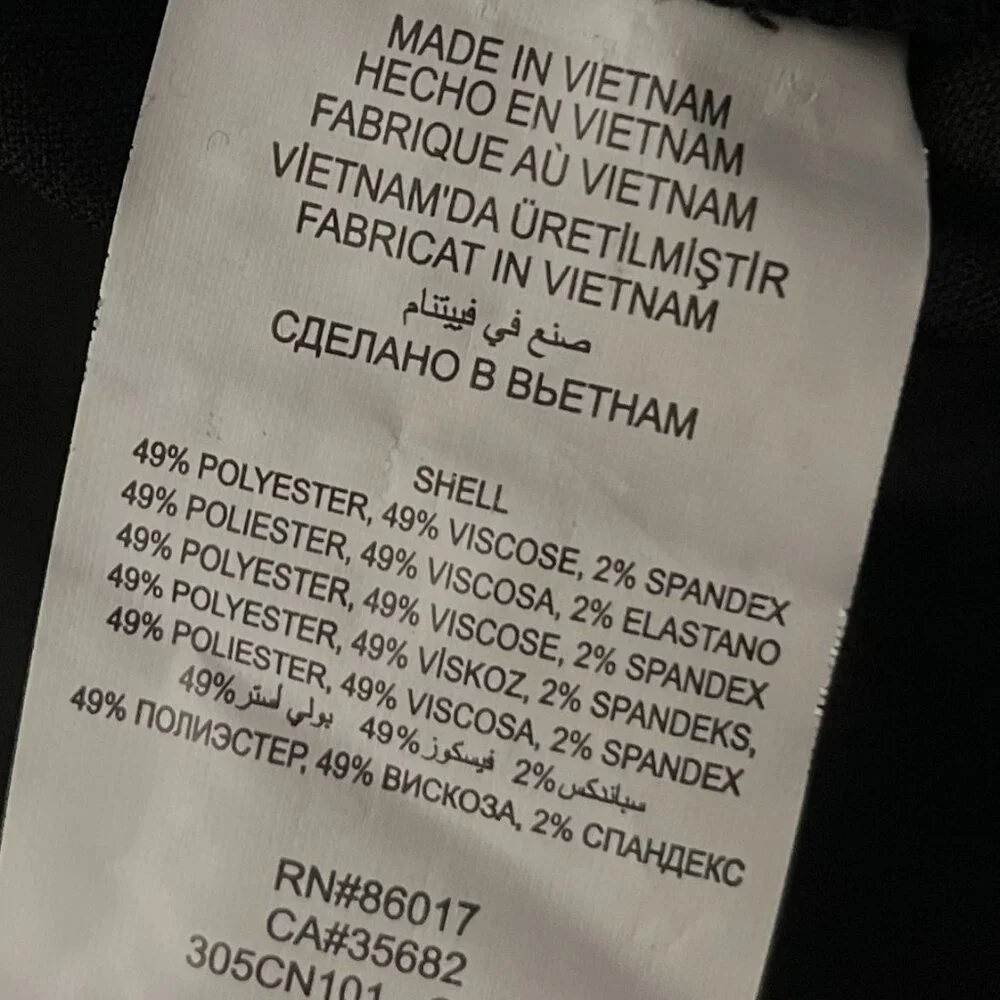 MADE IN VIETNAM
HECHO EN VIETNAM
FABRIQUE AÙ VIETNAM
VİETNAM'DA ÜRETİLMİŞTİR
FABRICAT IN VIETNAM
صنع في فييتنام
СДЕЛАНО В ВЬЕТНАМ
SHELL
49% POLYESTER, 49% VISCOSE, 2% SPANDEX
49% POLIESTER, 49% VISCOSA, 2% ELASTANO
49% POLYESTER, 49% VISCOSE, 2% SPANDEX
49% POLYESTER, 49% VİSKOZ, 2% SPANDEKS,
49% POLIESTER, 49% VISCOSA, 2% SPANDEX
49% بولي استر 49% فيسكوز 2% سباندكس
49% ПОЛИЭСТЕР, 49% ВИСКОЗА, 2% СПАНДЕКС
RN#86017
CA#35682
305CN101